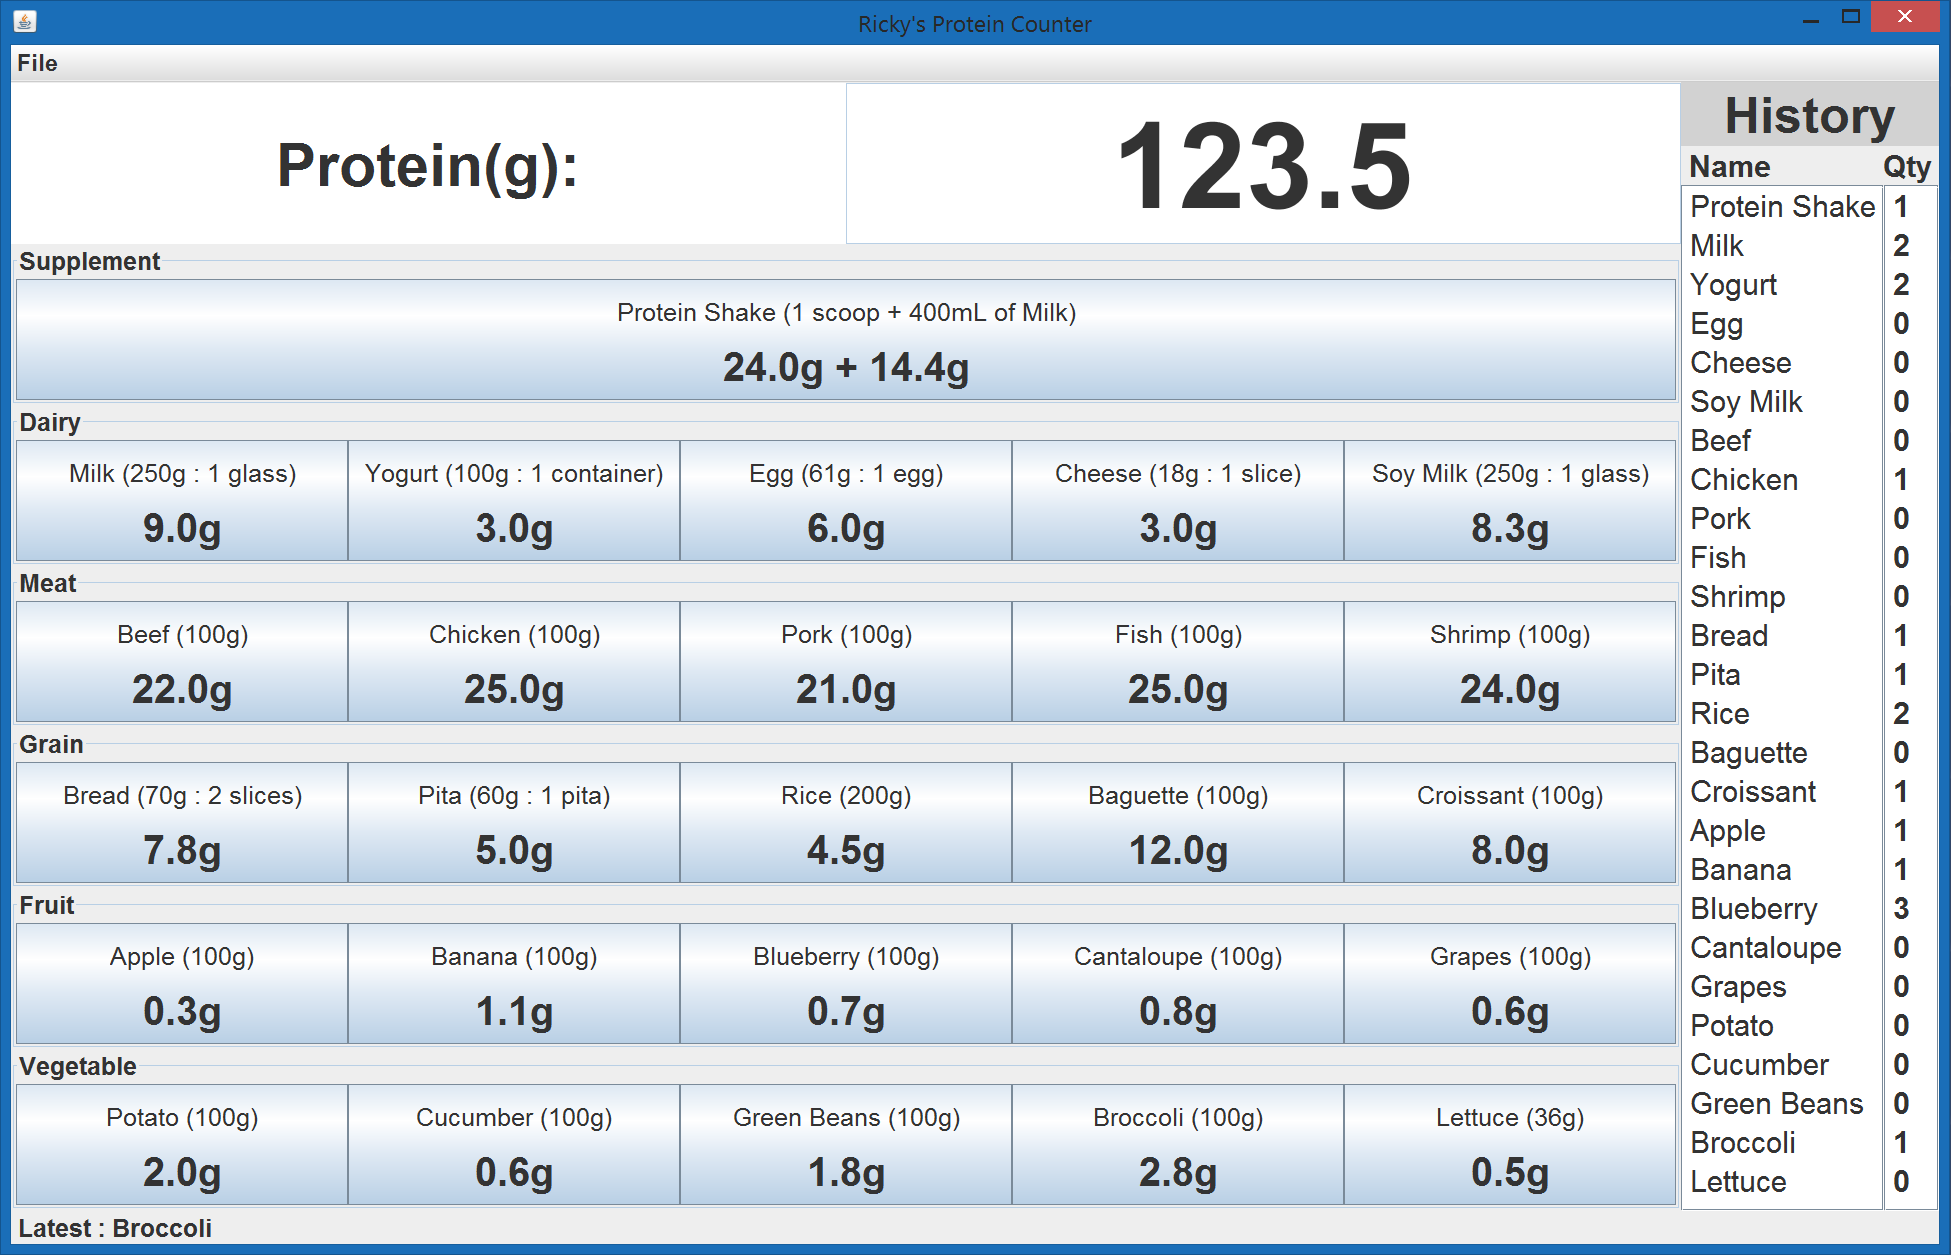 Ricky's Protein Counter
File
Protein(g):
123.5
Supplement
Protein Shake (1 scoop + 400mL of Milk)
24.0g + 14.4g
Dairy
Milk (250g : 1 glass)
9.0g
Yogurt (100g : 1 container)
3.0g
Egg (61g : 1 egg)
6.0g
Cheese (18g : 1 slice)
3.0g
Soy Milk (250g : 1 glass)
8.3g
Meat
Beef (100g)
22.0g
Chicken (100g)
25.0g
Pork (100g)
21.0g
Fish (100g)
25.0g
Shrimp (100g)
24.0g
Grain
Bread (70g : 2 slices)
7.8g
Pita (60g : 1 pita)
5.0g
Rice (200g)
4.5g
Baguette (100g)
12.0g
Croissant (100g)
8.0g
Fruit
Apple (100g)
0.3g
Banana (100g)
1.1g
Blueberry (100g)
0.7g
Cantaloupe (100g)
0.8g
Grapes (100g)
0.6g
Vegetable
Potato (100g)
2.0g
Cucumber (100g)
0.6g
Green Beans (100g)
1.8g
Broccoli (100g)
2.8g
Lettuce (36g)
0.5g
Latest : Broccoli
History
Name Qty
Protein Shake 1
Milk 2
Yogurt 2
Egg 0
Cheese 0
Soy Milk 0
Beef 0
Chicken 1
Pork 0
Fish 0
Shrimp 0
Bread 1
Pita 1
Rice 2
Baguette 0
Croissant 1
Apple 1
Banana 1
Blueberry 3
Cantaloupe 0
Grapes 0
Potato 0
Cucumber 0
Green Beans 0
Broccoli 1
Lettuce 0